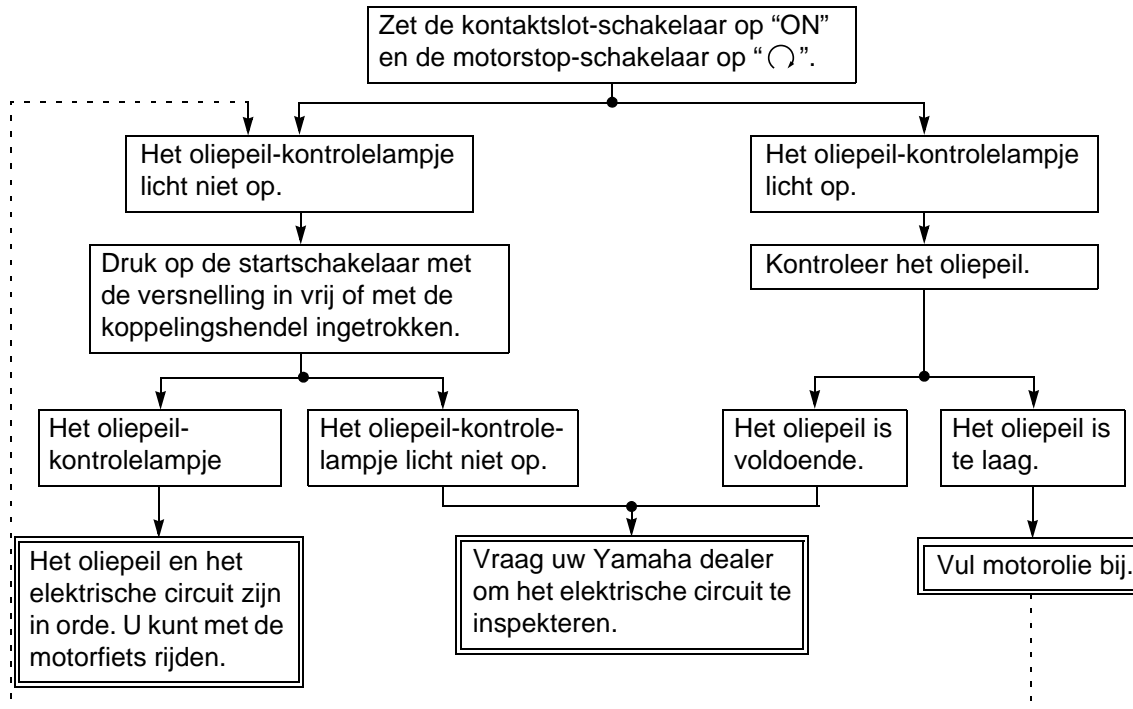 Zet de kontaktslot-schakelaar op “ON”
en de motorstop-schakelaar op “ ”.
Het oliepeil-kontrolelampje
licht niet op.
Het oliepeil-kontrolelampje
licht op.
Druk op de startschakelaar met
de versnelling in vrij of met de
koppelingshendel ingetrokken.
Kontroleer het oliepeil.
Het oliepeil-
kontrolelampje
Het oliepeil-kontrole-
lampje licht niet op.
Het oliepeil is
voldoende.
Het oliepeil is
te laag.
Het oliepeil en het
elektrische circuit zijn
in orde. U kunt met de
motorfiets rijden.
Vraag uw Yamaha dealer
om het elektrische circuit te
inspekteren.
Vul motorolie bij.